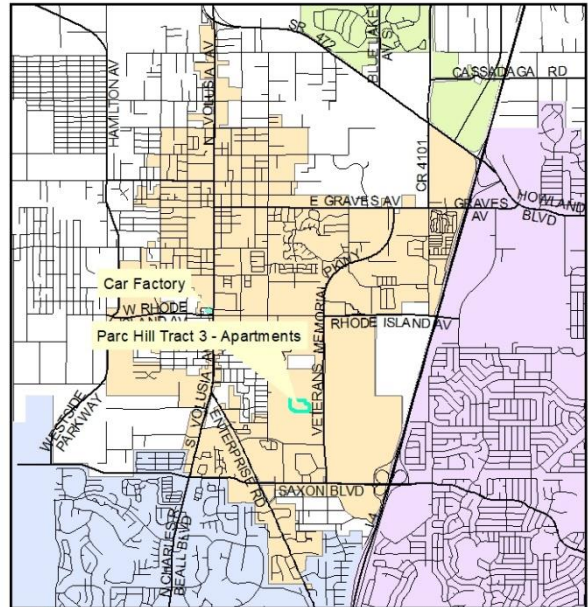 SR 472
BLUE LAKE
AV S
CASSADAGA RD
HAMILTON AV
N VOLUSIA AV
CR 4101
E GRAVES AV
GRAVES
AV
HOWLAND
BLVD
PKWY
Car Factory
W RHODE
ISLAND AV
VETERANS MEMORIAL
RHODE ISLAND AV
Parc Hill Tract 3 - Apartments
WESTSIDE
PARKWAY
S VOLUSIA AV
ENTERPRISE RD
SAXON BLVD
N CHARLES R
BEALL BLVD